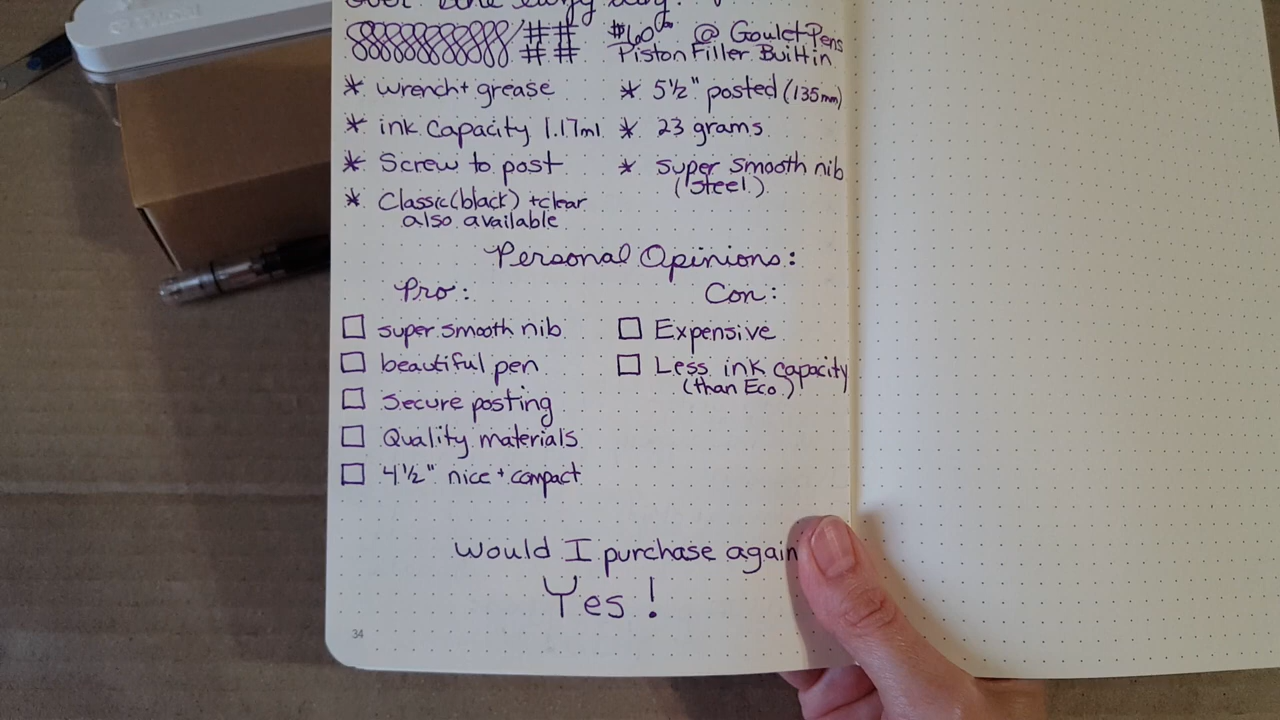 $60⁰⁰ @ GouletPens
Piston Filler Built in
* wrench + grease
* 5½" posted (135mm)
* ink capacity 1.17ml
* 23 grams
* Screw to post
* super smooth nib
(steel)
* Classic (black) + clear
also available
Personal Opinions:
Pro:
Con:
super smooth nib
Expensive
beautiful pen
Less ink capacity
(than Eco)
Secure posting
Quality materials
4½" nice + compact
Would I purchase again
Yes!
34